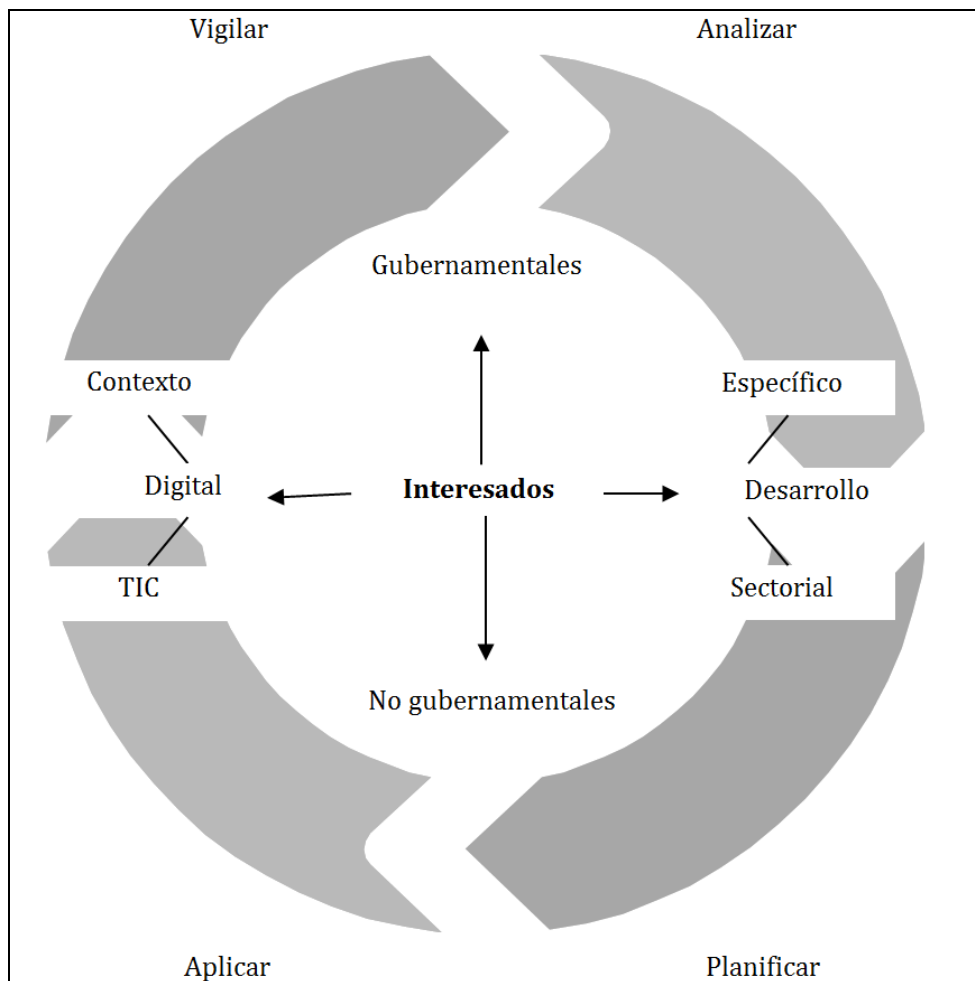 Vigilar
Analizar
Gubernamentales
Contexto
Específico
Digital
Interesados
Desarrollo
TIC
Sectorial
No gubernamentales
Aplicar
Planificar